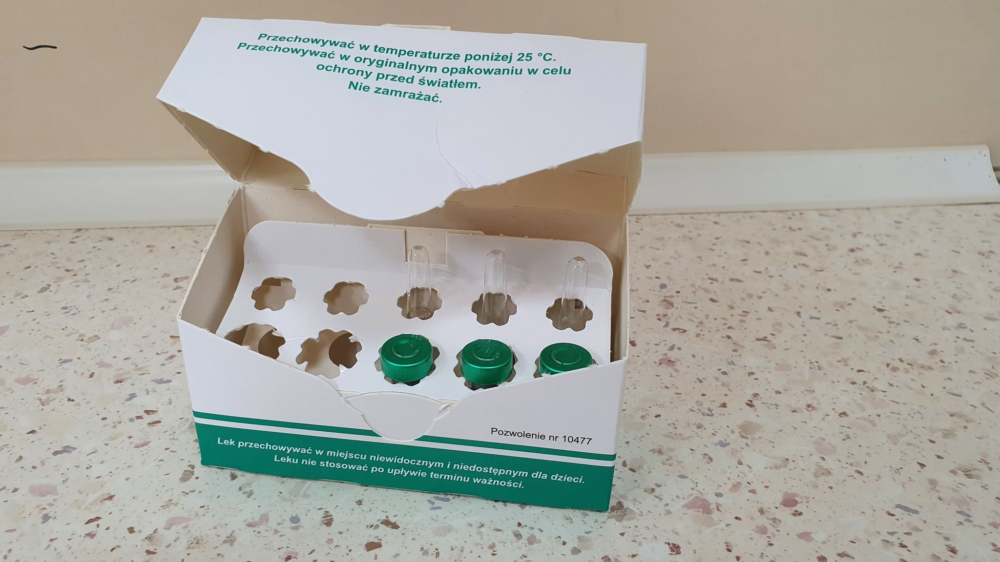 Przechowywać w temperaturze poniżej 25 °C.
Przechowywać w oryginalnym opakowaniu w celu
ochrony przed światłem.
Nie zamrażać.
Pozwolenie nr 10477
Lek przechowywać w miejscu niewidocznym i niedostępnym dla dzieci.
Leku nie stosować po upływie terminu ważności.